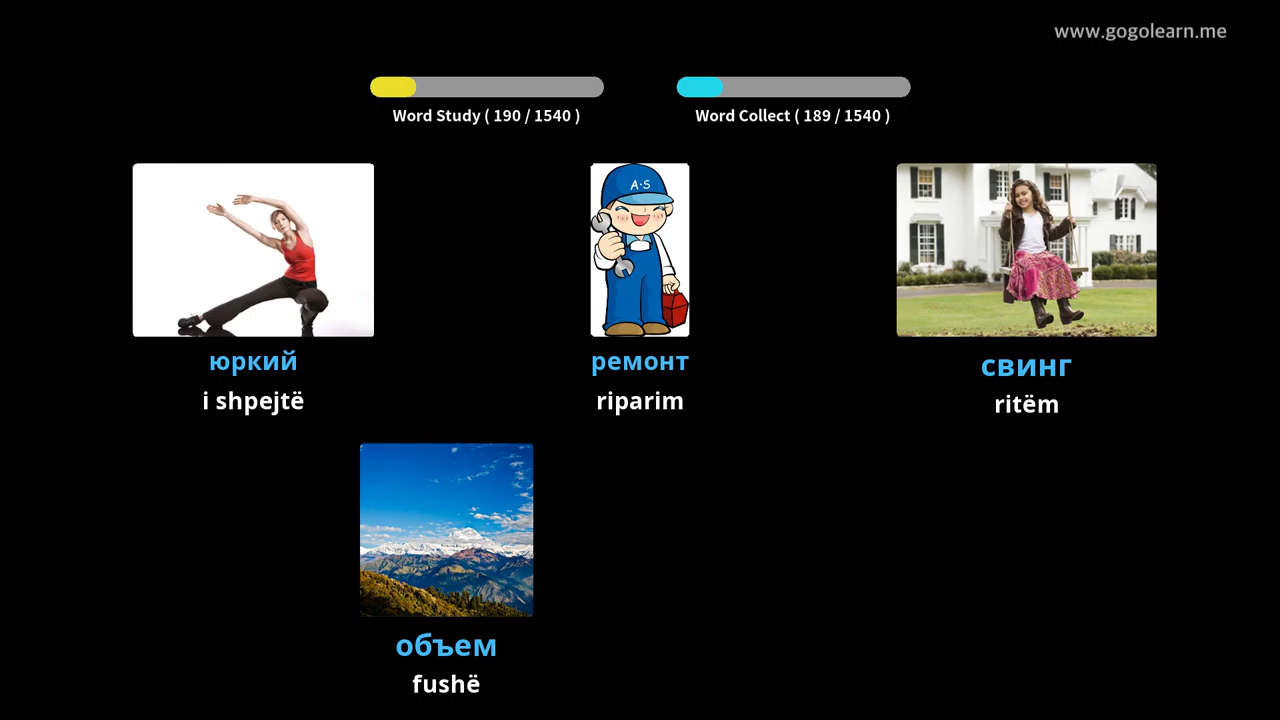 www.gogolearn.me
Word Study ( 190 / 1540 )
Word Collect ( 189 / 1540 )
A·S
юркий
i shpejtë
ремонт
riparim
свинг
ritëm
объем
fushë